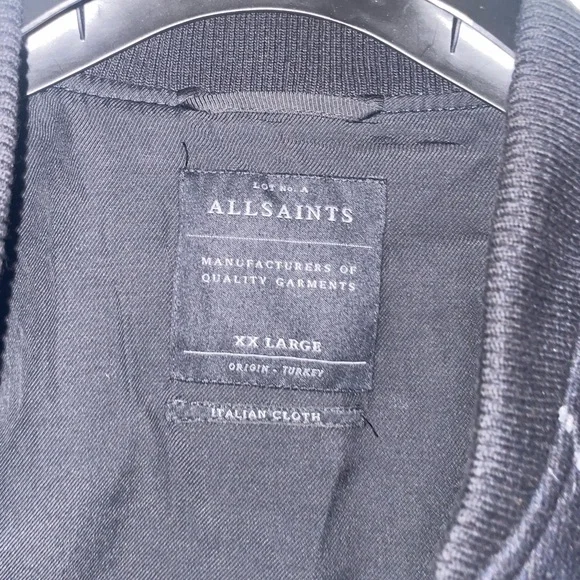 LOT No. A
ALLSAINTS
MANUFACTURERS OF
QUALITY GARMENTS
XX LARGE
ORIGIN - TURKEY
ITALIAN CLOTH